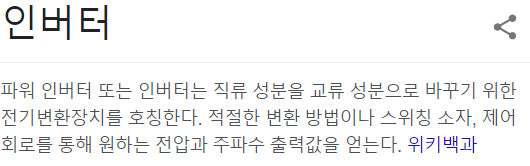 인버터
파워 인버터 또는 인버터는 직류 성분을 교류 성분으로 바꾸기 위한
전기변환장치를 호칭한다. 적절한 변환 방법이나 스위칭 소자, 제어
회로를 통해 원하는 전압과 주파수 출력값을 얻는다. 위키백과